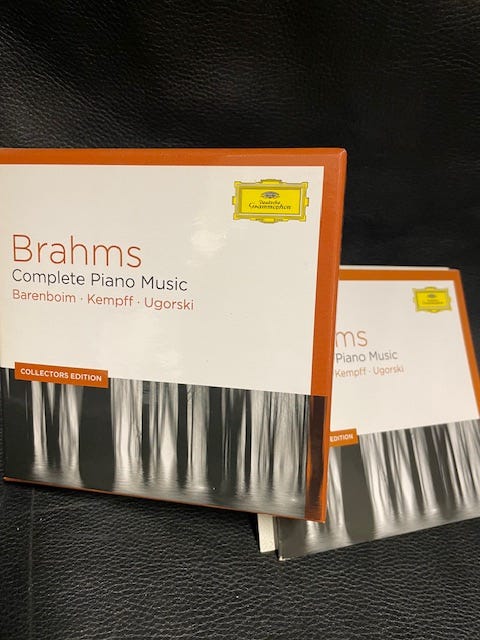 Deutsche
Grammophon
Brahms
Complete Piano Music
Barenboim · Kempff · Ugorski
COLLECTORS EDITION
ms
Piano Music
Kempff · Ugorski
EDITION